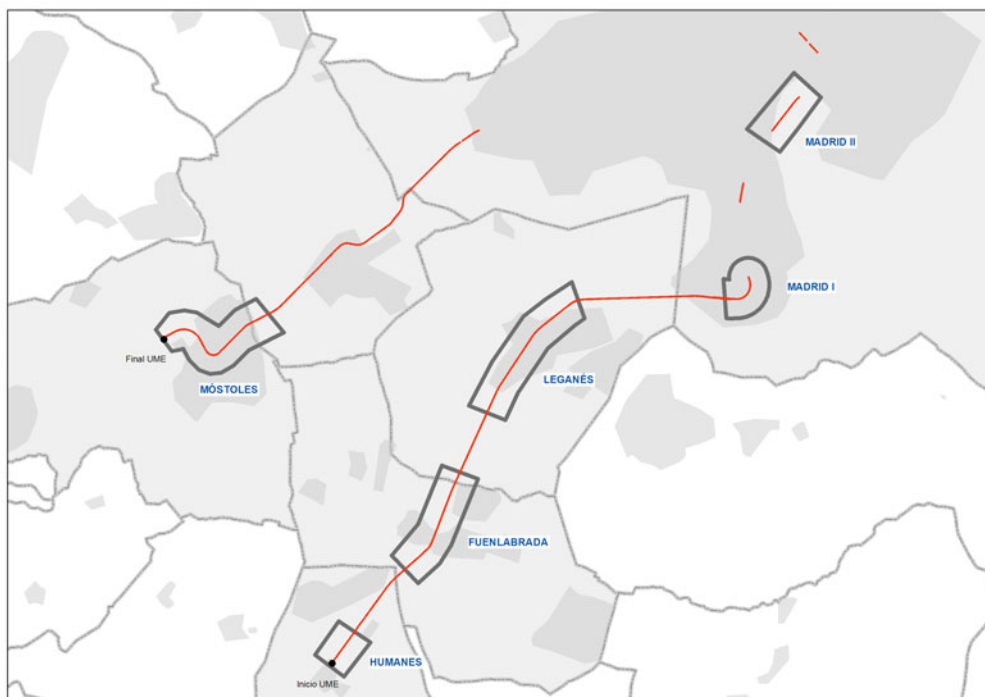 MADRID II
MADRID I
Final UME
MÓSTOLES
LEGANÉS
FUENLABRADA
HUMANES
Inicio UME